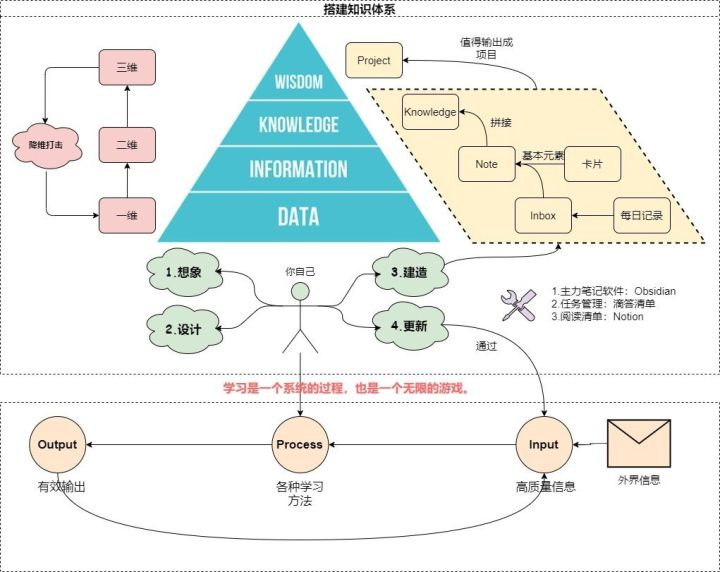 搭建知识体系
三维
降维打击
二维
一维
WISDOM
KNOWLEDGE
INFORMATION
DATA
Project
值得输出成
项目
Knowledge
拼接
Note
基本元素
卡片
Inbox
每日记录
1.想象
2.设计
你自己
3.建造
4.更新
1.主力笔记软件：Obsidian
2.任务管理：滴答清单
3.阅读清单：Notion
通过
学习是一个系统的过程，也是一个无限的游戏。
Output
有效输出
Process
各种学习
方法
Input
高质量信息
外界信息